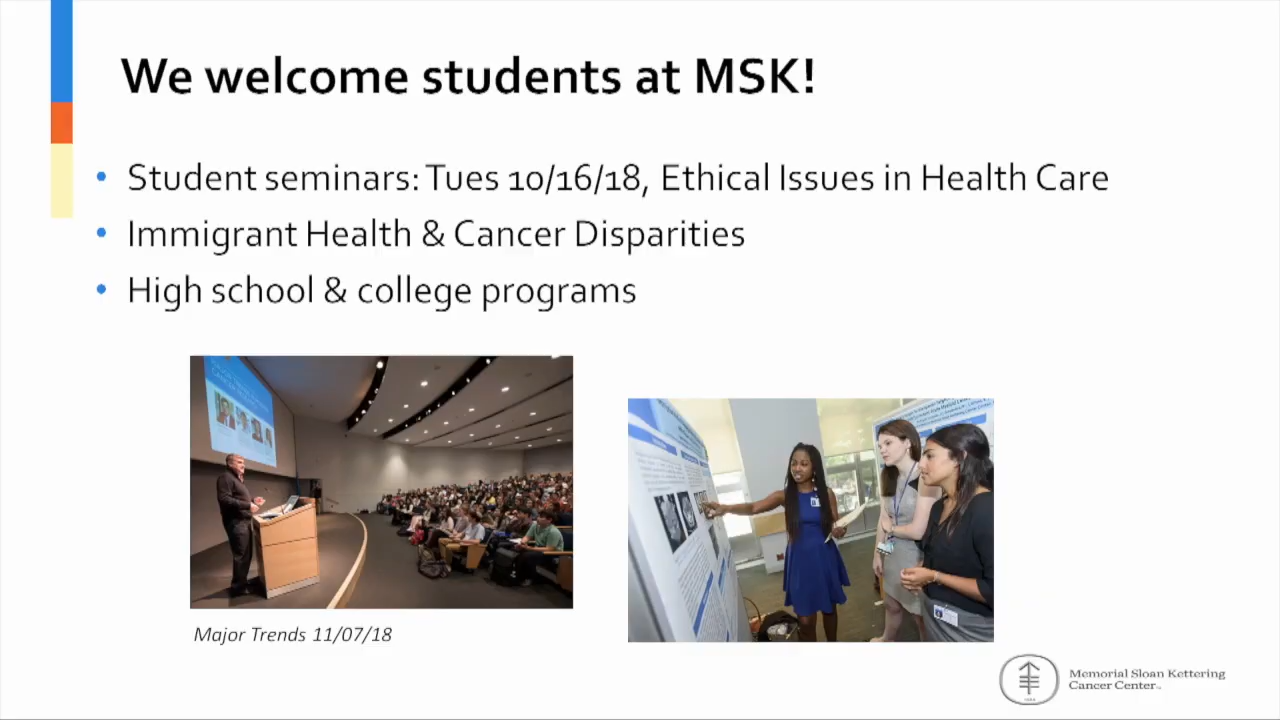 We welcome students at MSK!
• Student seminars: Tues 10/16/18, Ethical Issues in Health Care
• Immigrant Health & Cancer Disparities
• High school & college programs
Major Trends 11/07/18
Memorial Sloan Kettering
Cancer Center